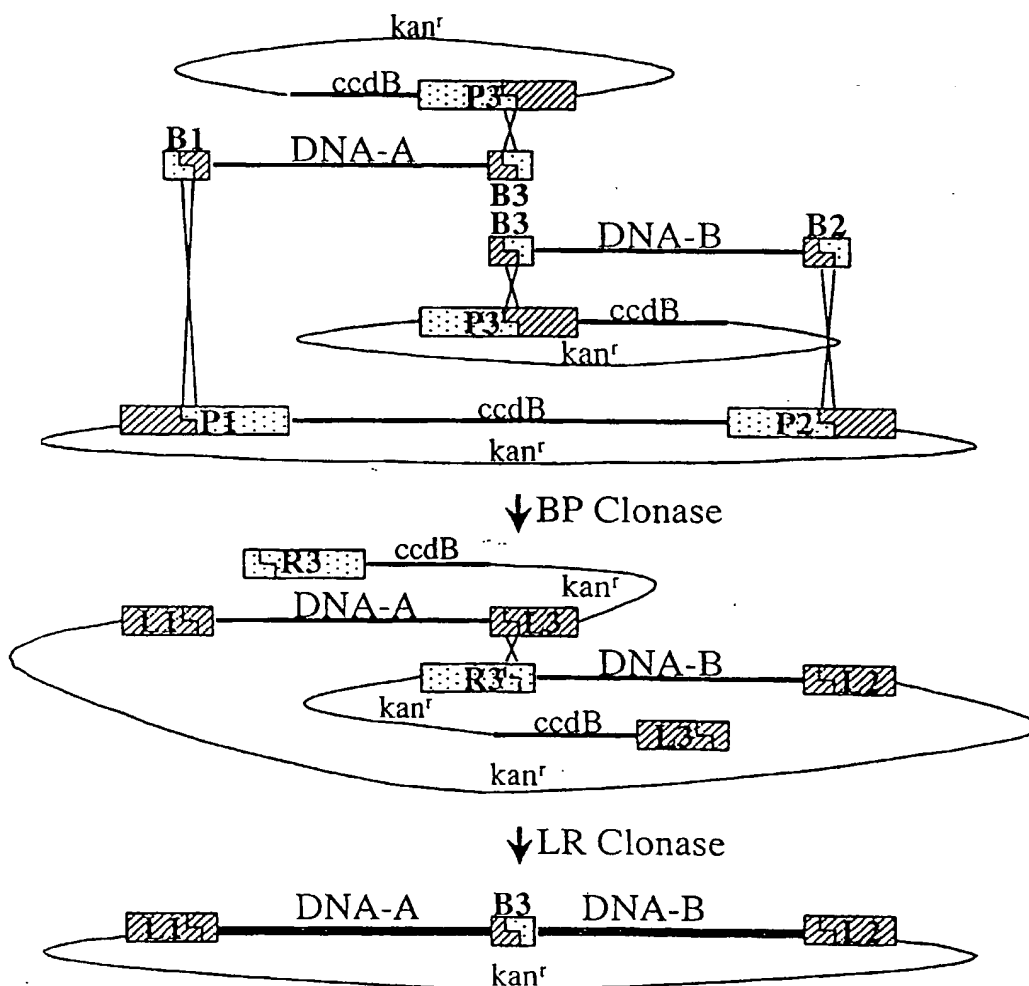 kanʳ
ccdB P3
B1 DNA-A
B3
B3 DNA-B B2
P3 ccdB
kanʳ
P1 ccdB P2
kanʳ
BP Clonase
R3 ccdB
kanʳ
L1 DNA-A L3
R3 DNA-B L2
kanʳ
ccdB L3
kanʳ
LR Clonase
L1 DNA-A B3 DNA-B L2
kanʳ